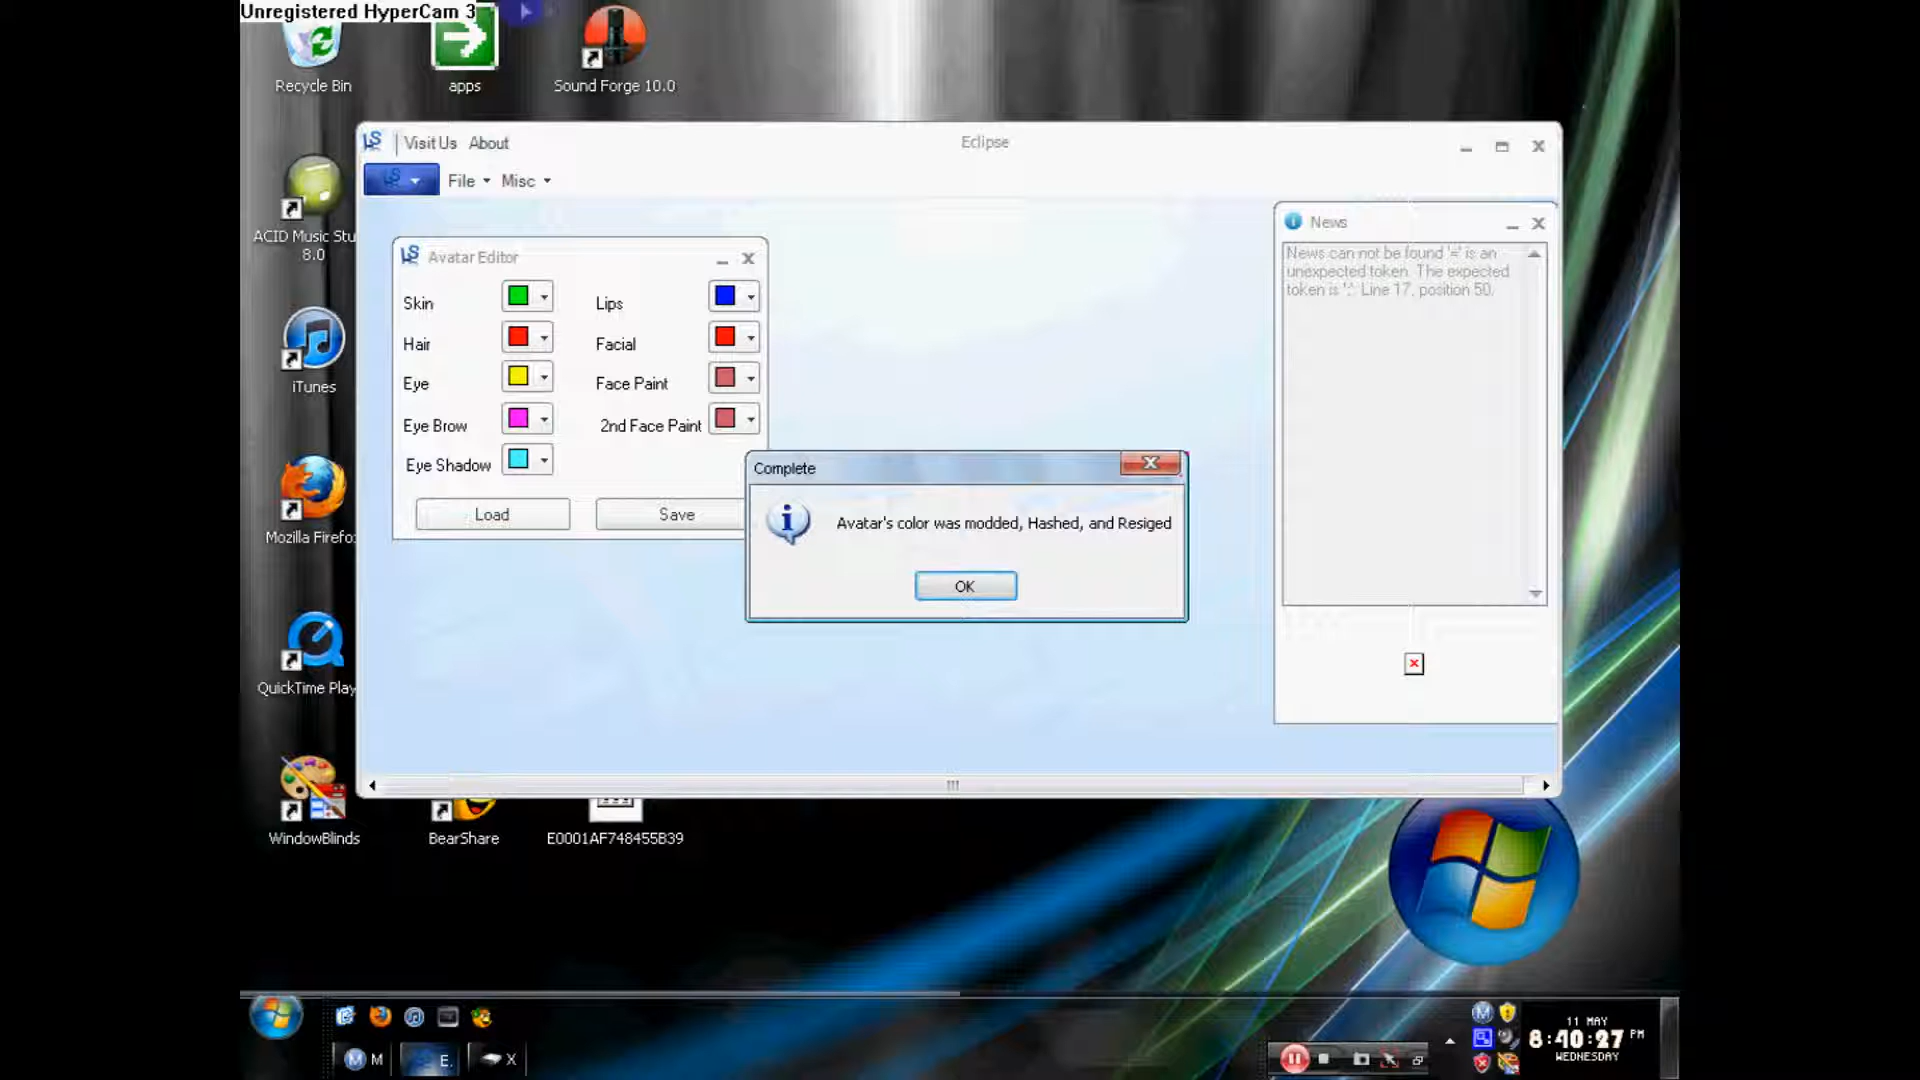 Unregistered HyperCam 3
Recycle Bin
apps
Sound Forge 10.0
Visit Us About
Eclipse
File
Misc
ACID Music Stu
8.0
News
News can not be found '=' is an
unexpected token. The expected
token is ';'. Line 17, position 50.
Avatar Editor
Skin
Lips
Hair
Facial
Eye
Face Paint
Eye Brow
2nd Face Paint
Eye Shadow
Load
Save
iTunes
Complete
Avatar's color was modded, Hashed, and Resiged
OK
Mozilla Firefo
QuickTime Play
WindowBlinds
BearShare
E0001AF748455B39
M
E.
X
11 MAY
8:40:27 PM
WEDNESDAY